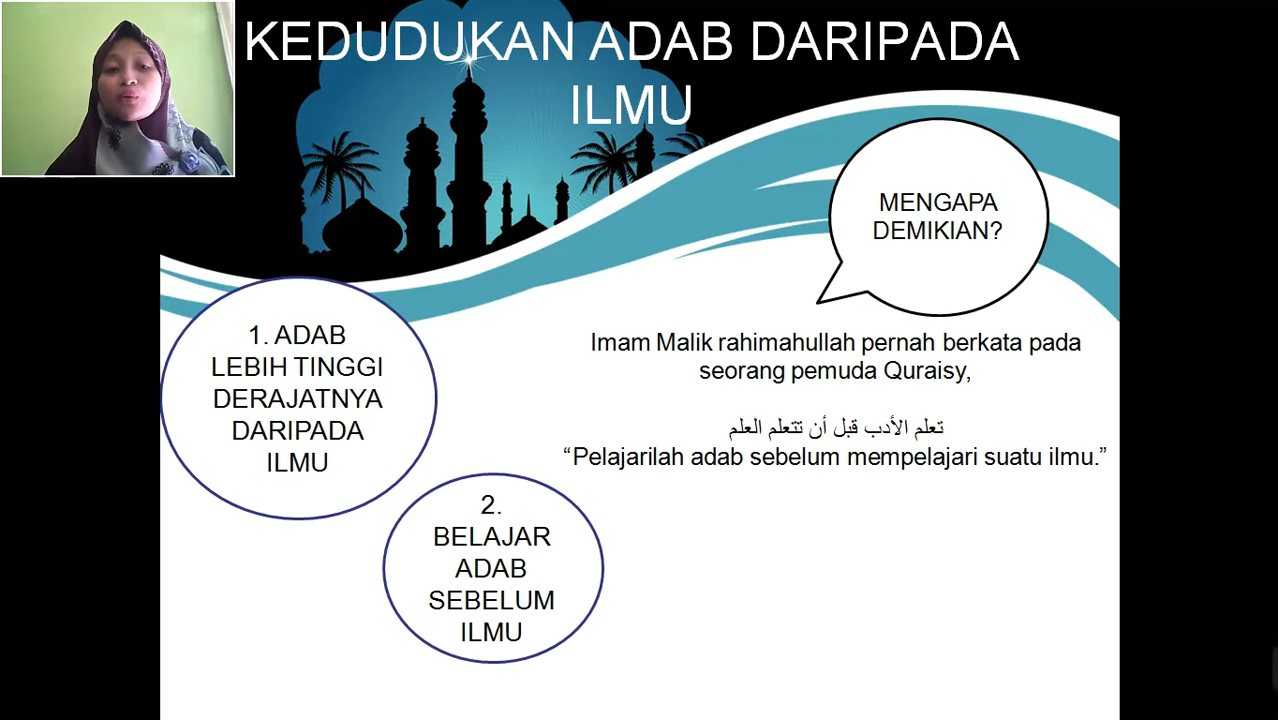 KEDUDUKAN ADAB DARIPADA
ILMU
MENGAPA
DEMIKIAN?
1. ADAB
LEBIH TINGGI
DERAJATNYA
DARIPADA
ILMU
Imam Malik rahimahullah pernah berkata pada
seorang pemuda Quraisy,
تعلم الأدب قبل أن تتعلم العلم
“Pelajarilah adab sebelum mempelajari suatu ilmu.”
2.
BELAJAR
ADAB
SEBELUM
ILMU